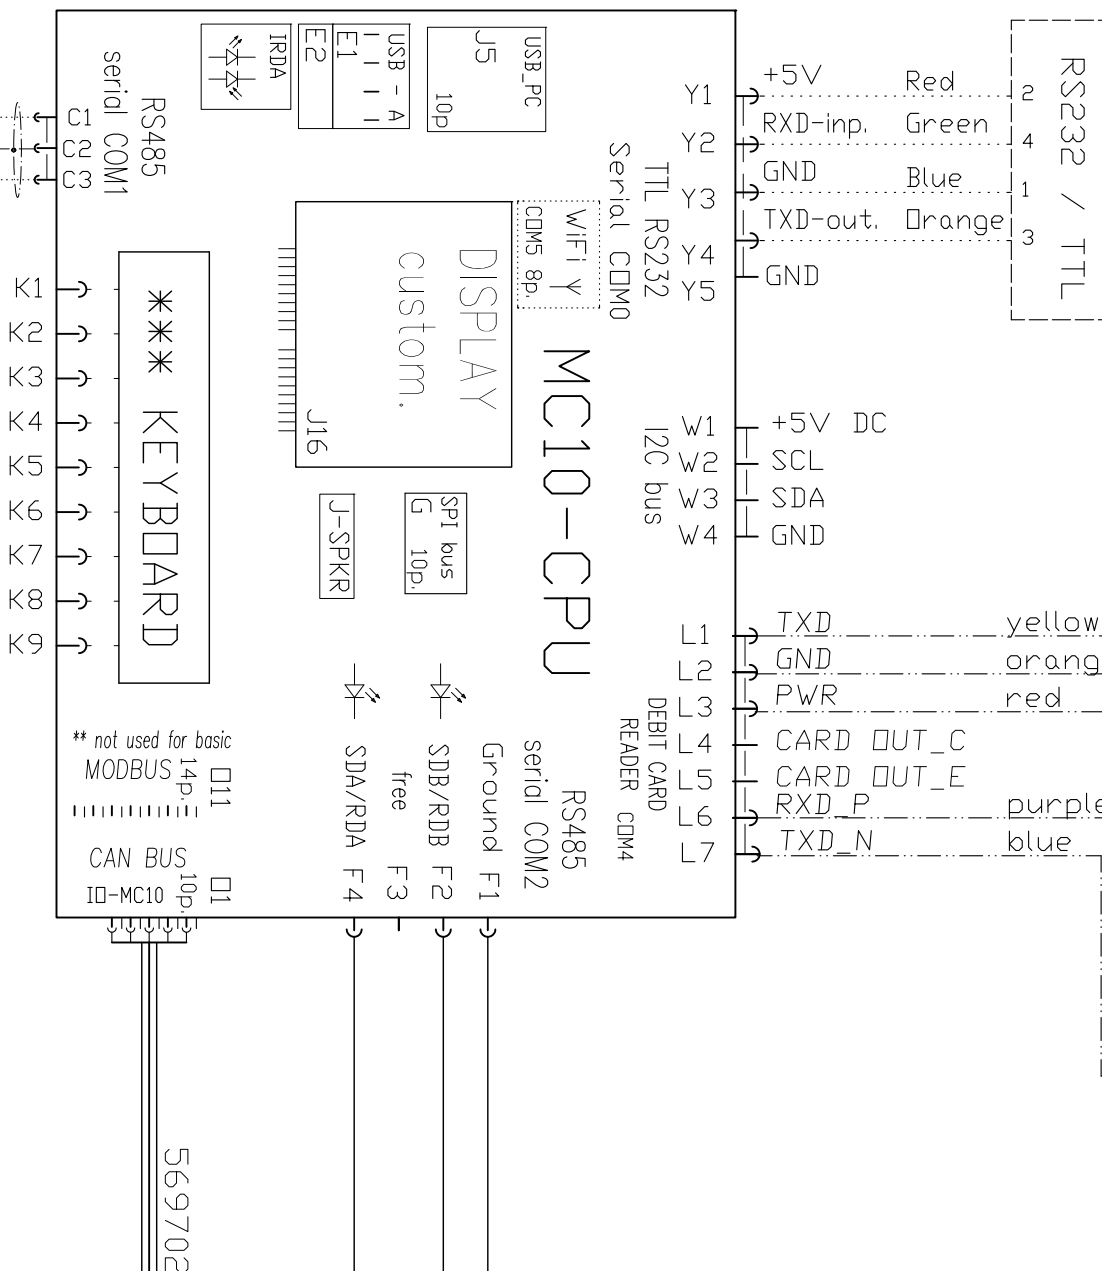 serial COM1
RS485
C1
C2
C3
IRDA
USB - A
E1
E2
USB_PC
J5
10p
Y1
Y2
Y3
Y4
Y5
TTL RS232
Serial COM0
+5V
Red
2
RXD-inp.
Green
4
GND
Blue
1
TXD-out.
Orange
3
GND
RS232 / TTL
WiFi y
COM5 8p.
DISPLAY
custom.
J16
K1
K2
K3
K4
K5
K6
K7
K8
K9
*** KEYBOARD
MC10-CPU
I2C bus
W1
+5V DC
W2
SCL
W3
SDA
W4
GND
J-SPKR
SPI bus
G 10p.
L1
TXD
yellow
L2
GND
orang
L3
PWR
red
L4
CARD OUT_C
L5
CARD OUT_E
L6
RXD_P
purple
L7
TXD_N
blue
DEBIT CARD
READER COM4
** not used for basic
MODBUS
14p.
O11
CAN BUS
IO-MC10
10p.
O1
SDA/RDA F4
free F3
SDB/RDB F2
Ground F1
serial COM2
RS485
569702